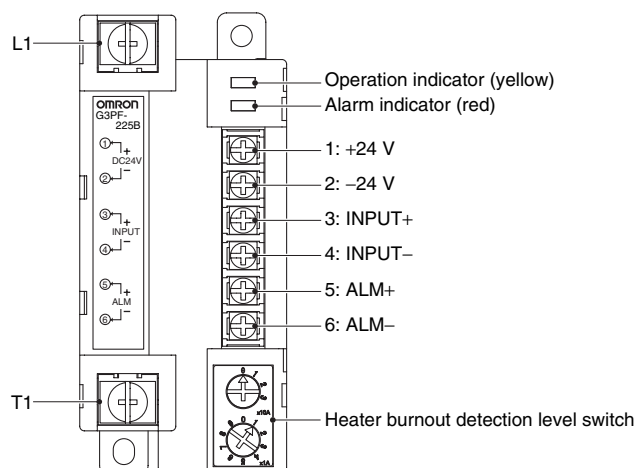 L1
Operation indicator (yellow)
Alarm indicator (red)
OMRON
G3PF-
225B
1
+
DC24V
2
−
3
+
INPUT
4
−
5
+
ALM
6
−
1: +24 V
2: −24 V
3: INPUT+
4: INPUT−
5: ALM+
6: ALM−
T1
0
x10A
Heater burnout detection level switch
0
x1A